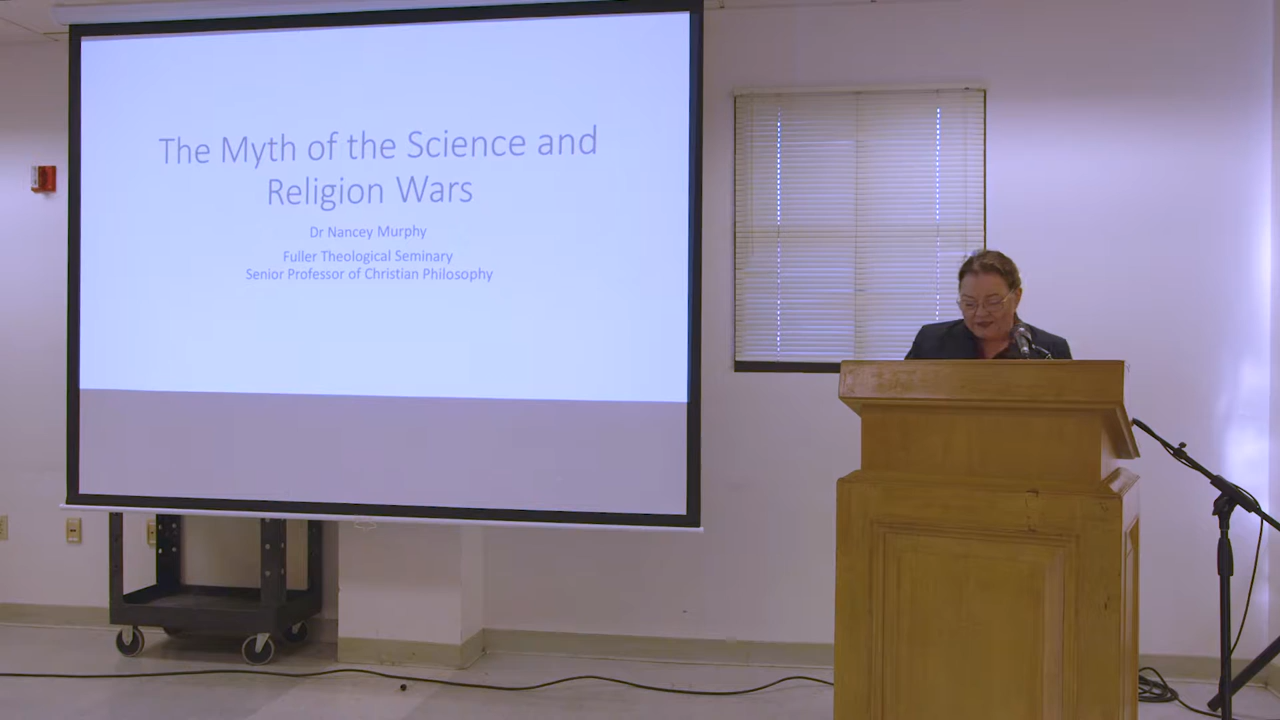 The Myth of the Science and
Religion Wars
Dr Nancey Murphy
Fuller Theological Seminary
Senior Professor of Christian Philosophy